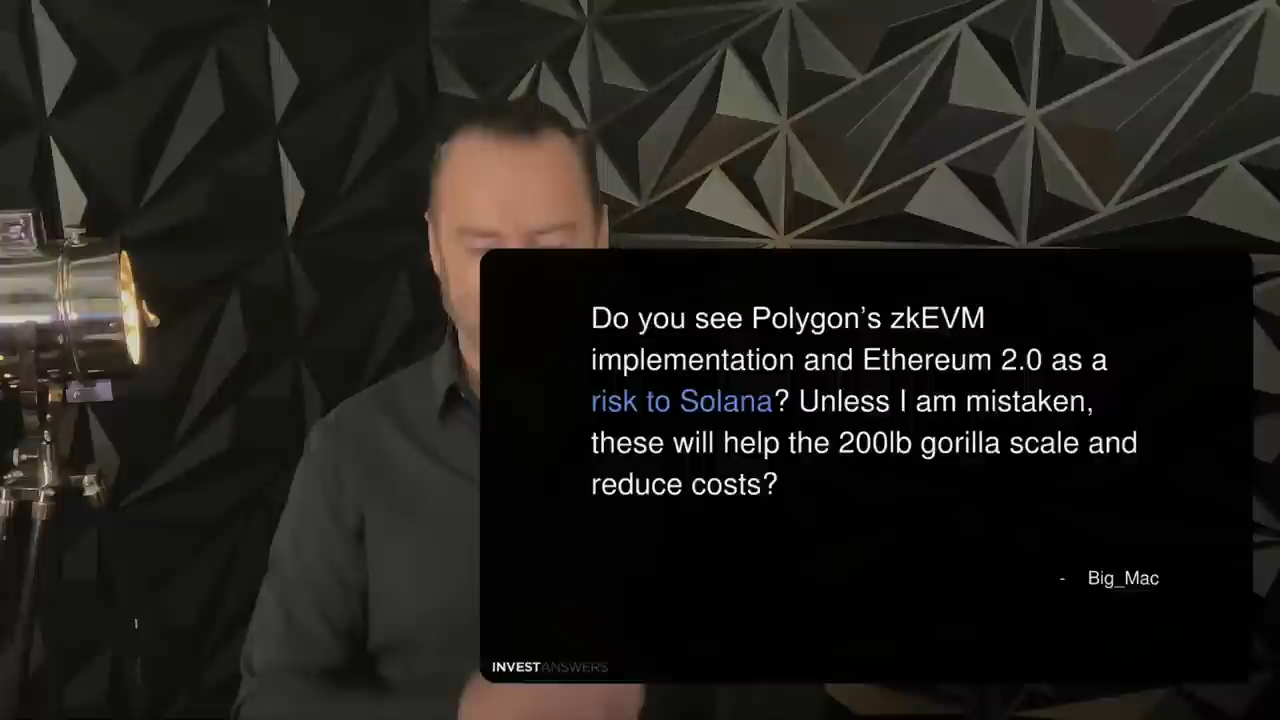 Do you see Polygon’s zkEVM
implementation and Ethereum 2.0 as a
risk to Solana? Unless I am mistaken,
these will help the 200lb gorilla scale and
reduce costs?
- Big_Mac
INVESTANSWERS